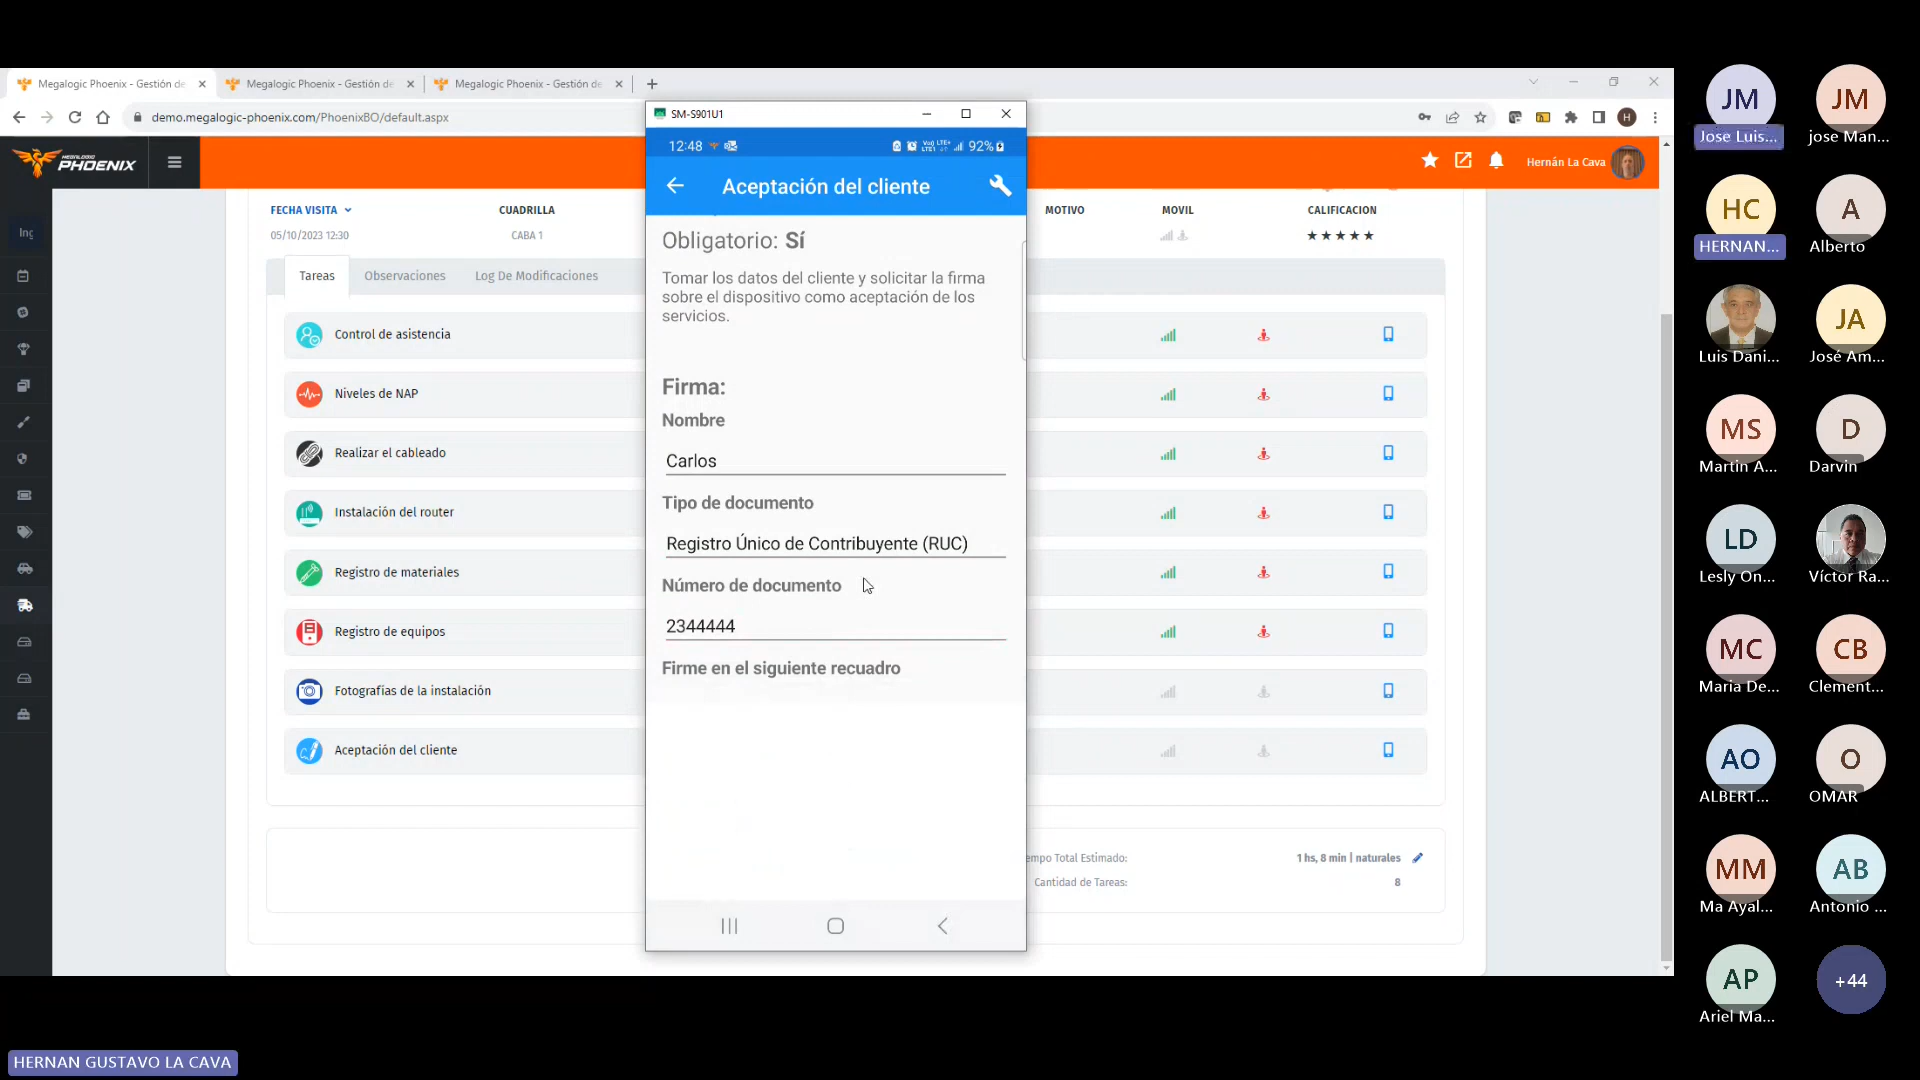 Megalogic Phoenix - Gestión de
Megalogic Phoenix - Gestión de
Megalogic Phoenix - Gestión de
demo.megalogic-phoenix.com/PhoenixBO/default.aspx
H
MEGALOGIC
PHOENIX
Hernán La Cava
FECHA VISITA
CUADRILLA
MOTIVO
MOVIL
CALIFICACION
05/10/2023 12:30
CABA 1
Tareas
Observaciones
Log De Modificaciones
Control de asistencia
Niveles de NAP
Realizar el cableado
Instalación del router
Registro de materiales
Registro de equipos
Fotografías de la instalación
Aceptación del cliente
empo Total Estimado:
1 hs, 8 min | naturales
Cantidad de Tareas:
8
SM-S901U1
12:48
92%
Aceptación del cliente
Obligatorio: Sí
Tomar los datos del cliente y solicitar la firma
sobre el dispositivo como aceptación de los
servicios.
Firma:
Nombre
Carlos
Tipo de documento
Registro Único de Contribuyente (RUC)
Número de documento
2344444
Firme en el siguiente recuadro
JM
Jose Luis...
JM
jose Man...
HC
HERNAN...
A
Alberto
Luis Dani...
JA
José Am...
MS
Martin A...
D
Darvin
LD
Lesly On...
Víctor Ra...
MC
Maria De...
CB
Clement...
AO
ALBERT...
O
OMAR
MM
Ma Ayal...
AB
Antonio ...
AP
Ariel Ma...
+44
HERNAN GUSTAVO LA CAVA